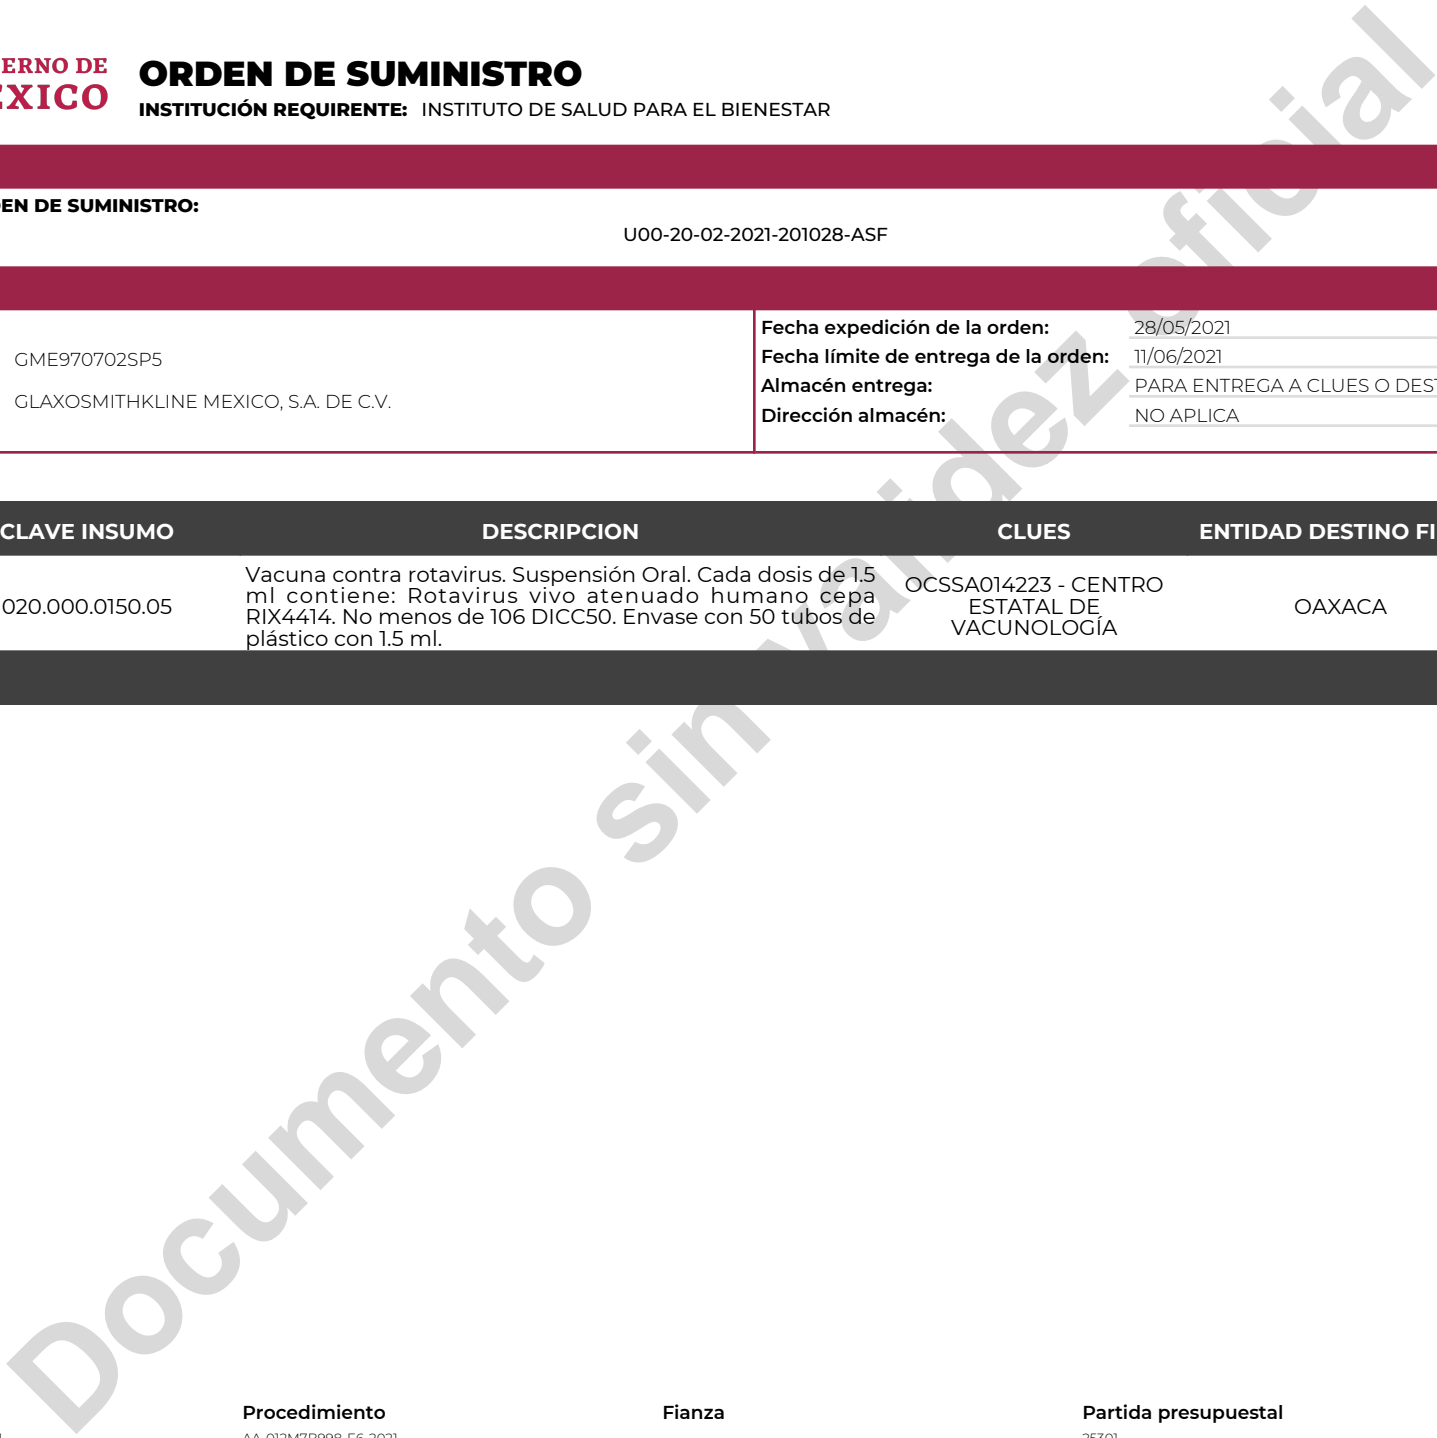 ERNO DE
ÉXICO
ORDEN DE SUMINISTRO
INSTITUCIÓN REQUIRENTE: INSTITUTO DE SALUD PARA EL BIENESTAR
EN DE SUMINISTRO:
U00-20-02-2021-201028-ASF
GME970702SP5
GLAXOSMITHKLINE MEXICO, S.A. DE C.V.
Fecha expedición de la orden: 28/05/2021
Fecha límite de entrega de la orden: 11/06/2021
Almacén entrega: PARA ENTREGA A CLUES O DEST
Dirección almacén: NO APLICA
CLAVE INSUMO DESCRIPCION CLUES ENTIDAD DESTINO FI
020.000.0150.05
Vacuna contra rotavirus. Suspensión Oral. Cada dosis de 1.5
ml contiene: Rotavirus vivo atenuado humano cepa
RIX4414. No menos de 106 DICC50. Envase con 50 tubos de
plástico con 1.5 ml.
OCSSA014223 - CENTRO
ESTATAL DE
VACUNOLOGÍA
OAXACA
Documento sin validez oficial
Procedimiento Fianza Partida presupuestal